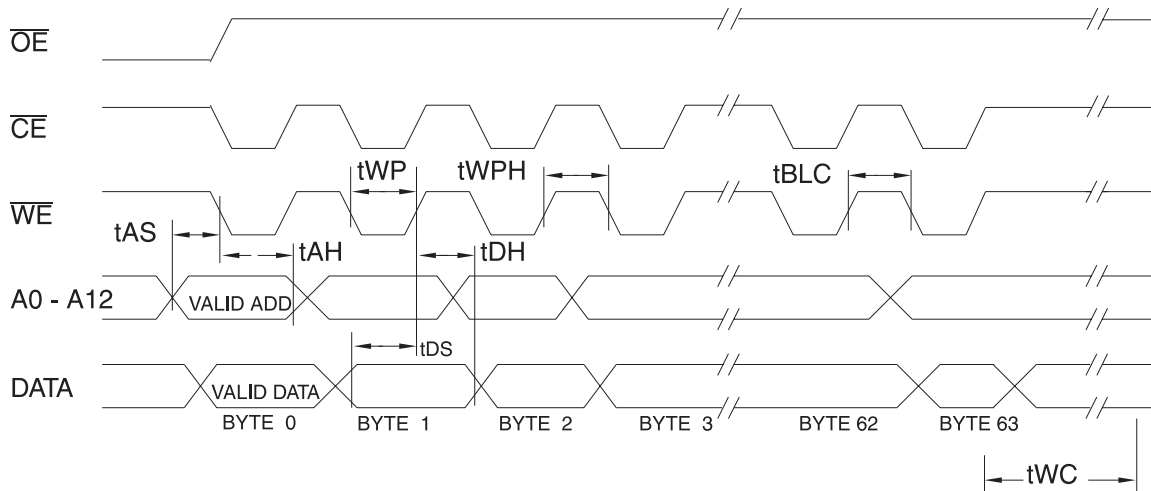 OE
CE
tWP
tWPH
tBLC
WE
tAS
tAH
tDH
A0 - A12
VALID ADD
tDS
DATA
VALID DATA
BYTE 0
BYTE 1
BYTE 2
BYTE 3
BYTE 62
BYTE 63
tWC